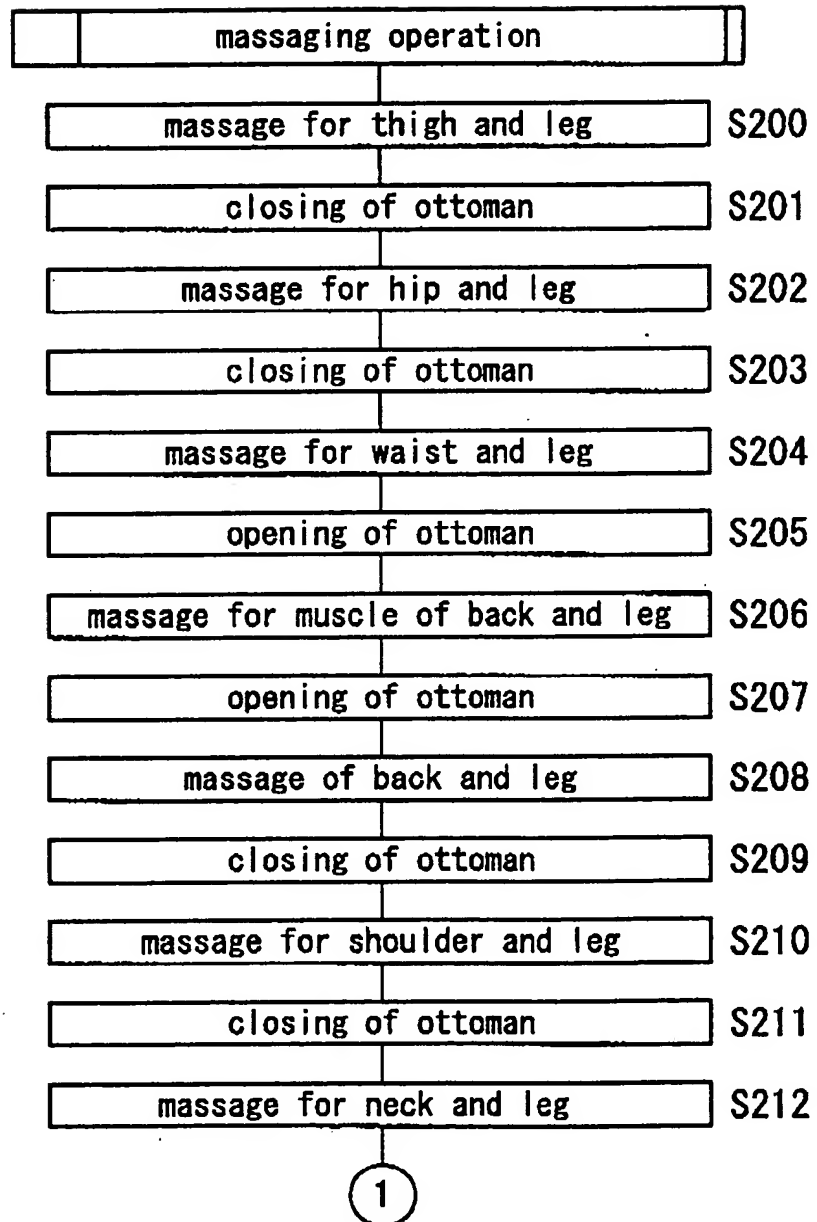 massaging operation
massage for thigh and leg S200
closing of ottoman S201
massage for hip and leg S202
closing of ottoman S203
massage for waist and leg S204
opening of ottoman S205
massage for muscle of back and leg S206
opening of ottoman S207
massage of back and leg S208
closing of ottoman S209
massage for shoulder and leg S210
closing of ottoman S211
massage for neck and leg S212
1